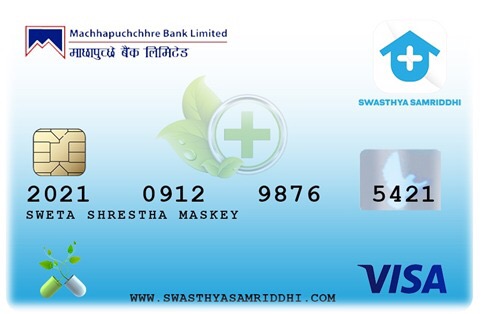 Machhapuchchhre Bank Limited
माछापुच्छ्रे बैंक लिमिटेड
SWASTHYA SAMRIDDHI
2021 0912 9876 5421
SWETA SHRESTHA MASKEY
VISA
WWW.SWASTHYASAMRIDDHI.COM